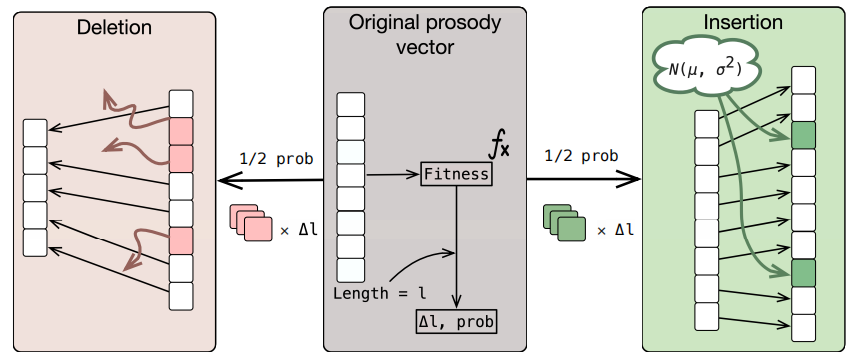 Deletion
Original prosody
vector
Insertion
N(μ, σ²)
fx
1/2 prob
Fitness
1/2 prob
× Δl
× Δl
Length = l
Δl, prob